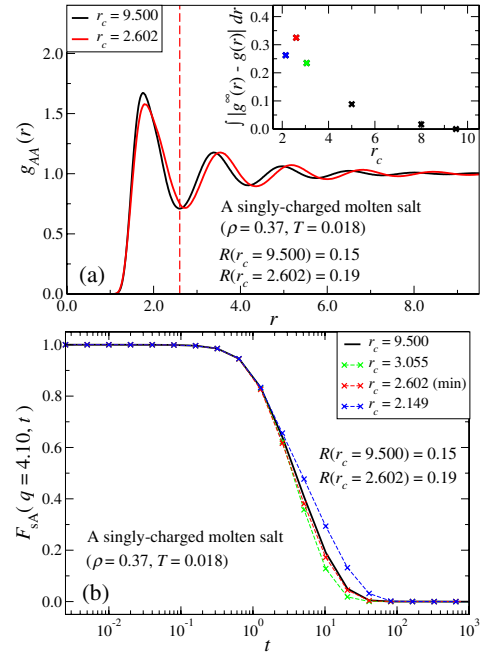 r_c = 9.500
r_c = 2.602
∫ |g^∞(r) - g(r)| dr
0.4
0.3
0.2
0.1
0.0
2
4
6
8
10
r_c
g_AA(r)
2.0
1.5
1.0
0.5
0.0
A singly-charged molten salt
(ρ = 0.37, T = 0.018)
R(r_c = 9.500) = 0.15
R(r_c = 2.602) = 0.19
(a)
0.0
2.0
4.0
6.0
8.0
r
r_c = 9.500
r_c = 3.055
r_c = 2.602 (min)
r_c = 2.149
F_sA( q = 4.10, t )
1.0
0.8
0.6
0.4
0.2
0.0
R(r_c = 9.500) = 0.15
R(r_c = 2.602) = 0.19
A singly-charged molten salt
(ρ = 0.37, T = 0.018)
(b)
10^-2
10^-1
10^0
10^1
10^2
10^3
t